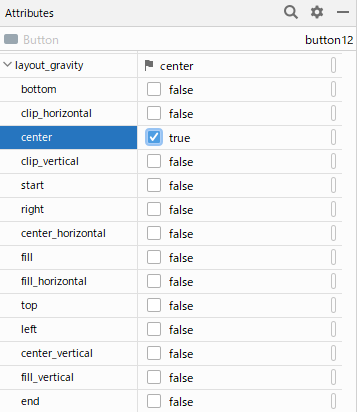 Attributes
Button button12
layout_gravity center
bottom false
clip_horizontal false
center true
clip_vertical false
start false
right false
center_horizontal false
fill false
fill_horizontal false
top false
left false
center_vertical false
fill_vertical false
end false